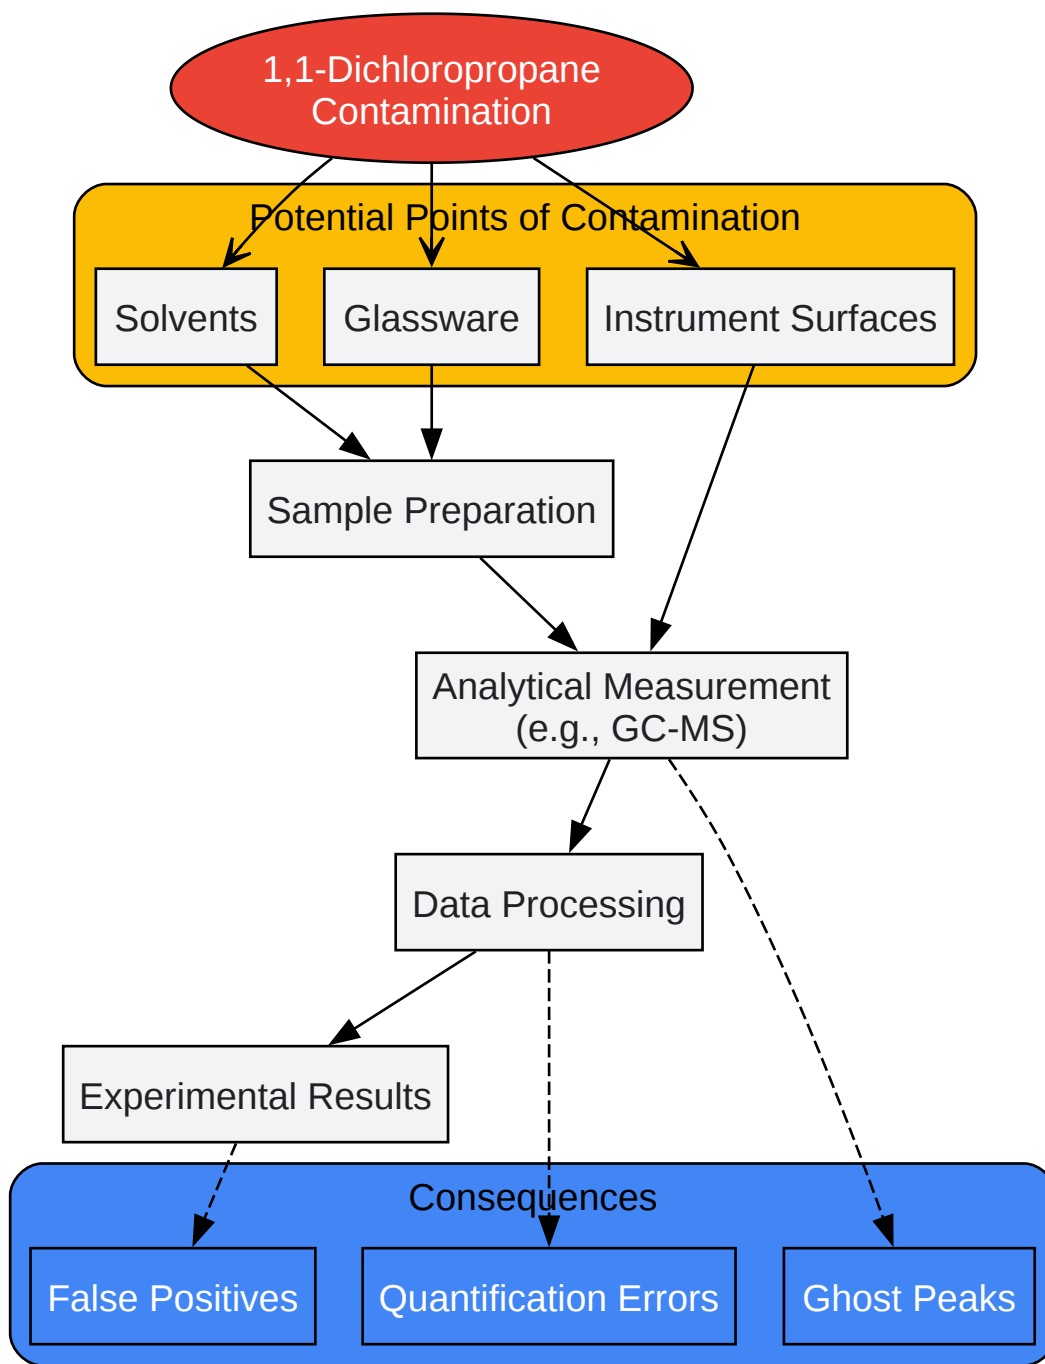 1,1-Dichloropropane
Contamination
Potential Points of Contamination
Solvents
Glassware
Instrument Surfaces
Sample Preparation
Analytical Measurement
(e.g., GC-MS)
Data Processing
Experimental Results
Consequences
False Positives
Quantification Errors
Ghost Peaks